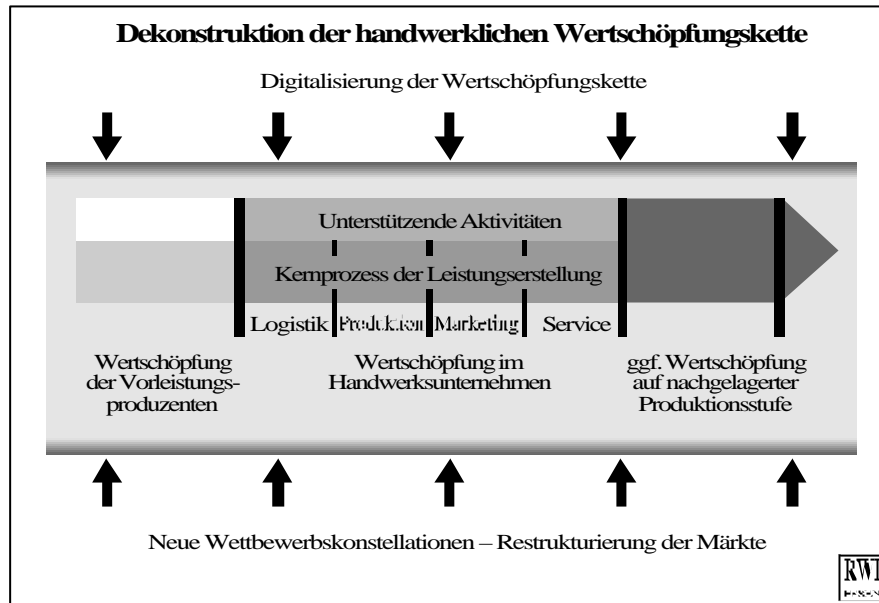 Dekonstruktion der handwerklichen Wertschöpfungskette
Digitalisierung der Wertschöpfungskette
Unterstützende Aktivitäten
Kernprozess der Leistungserstellung
Logistik Produktion Marketing Service
Wertschöpfung
der Vorleistungs-
produzenten
Wertschöpfung im
Handwerksunternehmen
ggf. Wertschöpfung
auf nachgelagerter
Produktionsstufe
Neue Wettbewerbskonstellationen – Restrukturierung der Märkte
RWI